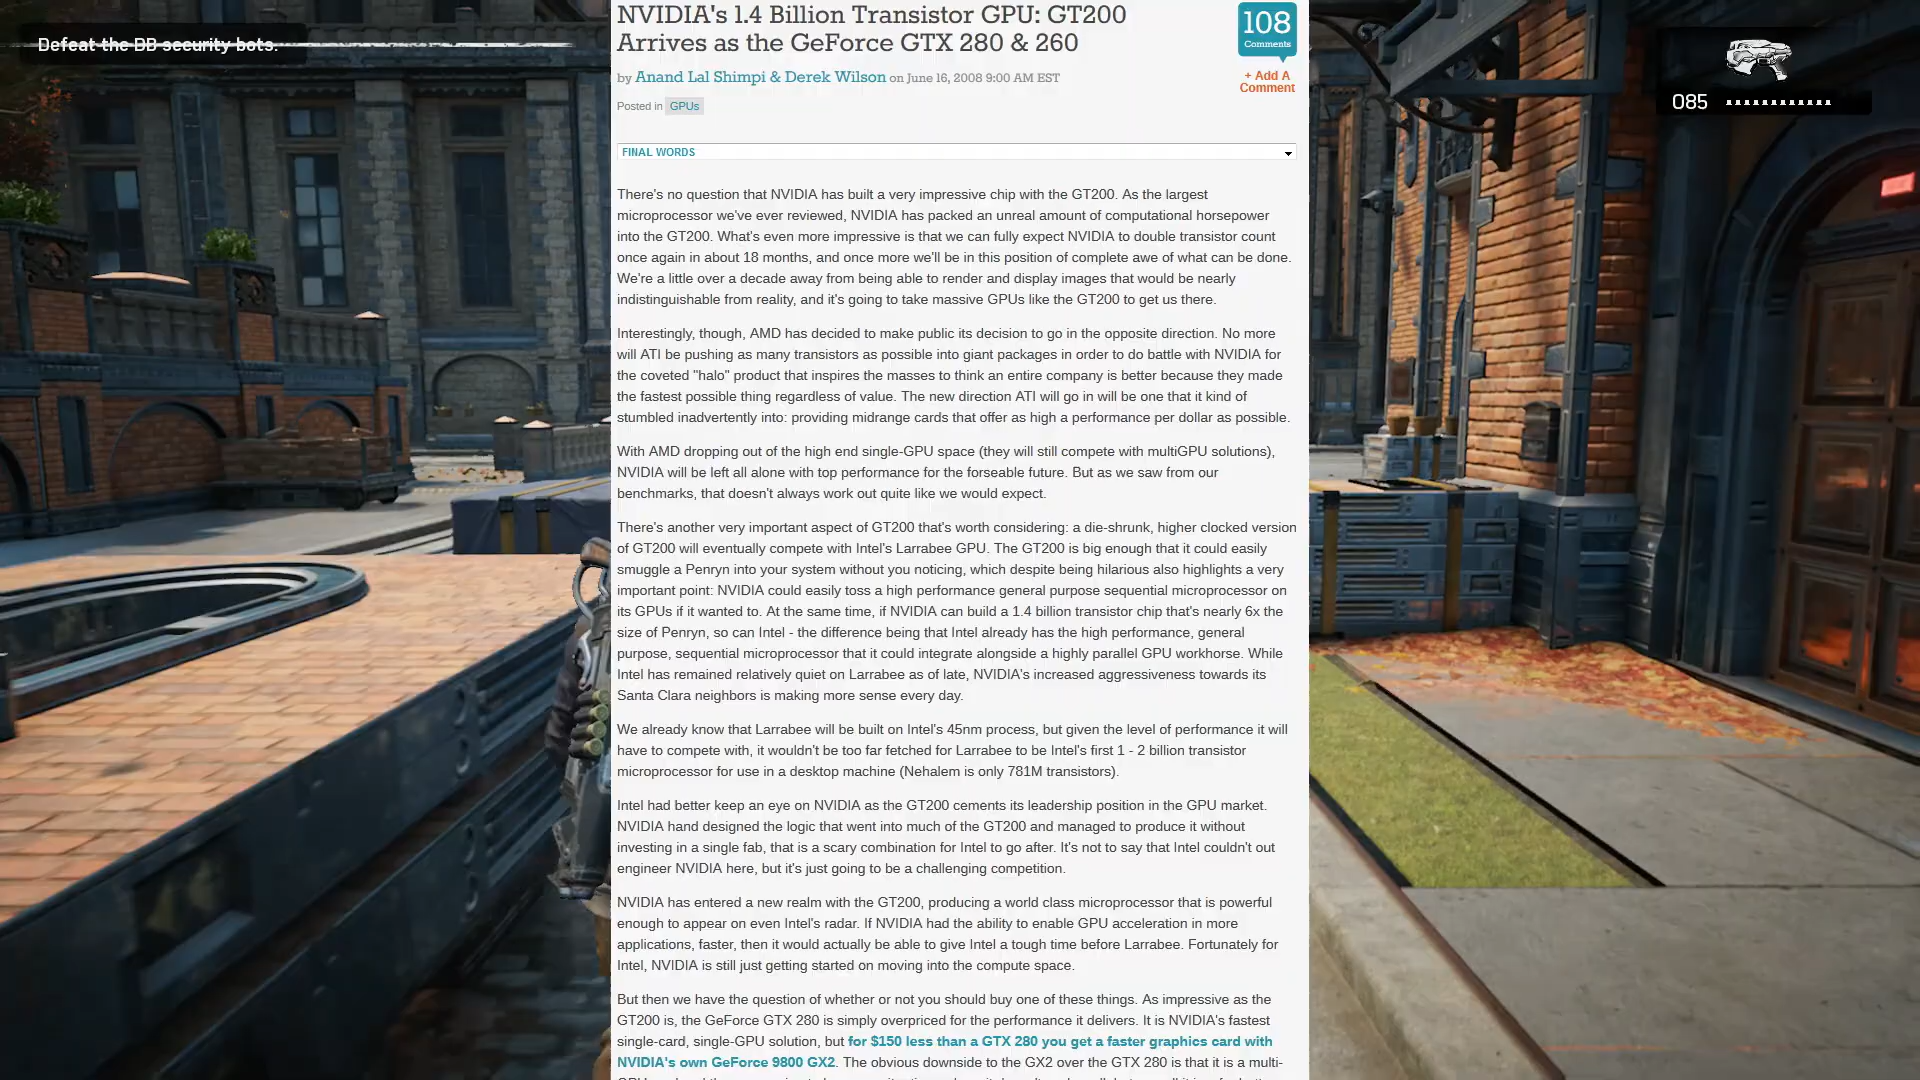 Defeat the DB security bots.
085
NVIDIA's 1.4 Billion Transistor GPU: GT200
Arrives as the GeForce GTX 280 & 260
by Anand Lal Shimpi & Derek Wilson on June 16, 2008 9:00 AM EST
Posted in GPUs
108
Comments
+ Add A
Comment
FINAL WORDS
There's no question that NVIDIA has built a very impressive chip with the GT200. As the largest
microprocessor we've ever reviewed, NVIDIA has packed an unreal amount of computational horsepower
into the GT200. What's even more impressive is that we can fully expect NVIDIA to double transistor count
once again in about 18 months, and once more we'll be in this position of complete awe of what can be done.
We're a little over a decade away from being able to render and display images that would be nearly
indistinguishable from reality, and it's going to take massive GPUs like the GT200 to get us there.
Interestingly, though, AMD has decided to make public its decision to go in the opposite direction. No more
will ATI be pushing as many transistors as possible into giant packages in order to do battle with NVIDIA for
the coveted "halo" product that inspires the masses to think an entire company is better because they made
the fastest possible thing regardless of value. The new direction ATI will go in will be one that it kind of
stumbled inadvertently into: providing midrange cards that offer as high a performance per dollar as possible.
With AMD dropping out of the high end single-GPU space (they will still compete with multiGPU solutions),
NVIDIA will be left all alone with top performance for the forseable future. But as we saw from our
benchmarks, that doesn't always work out quite like we would expect.
There's another very important aspect of GT200 that's worth considering: a die-shrunk, higher clocked version
of GT200 will eventually compete with Intel's Larrabee GPU. The GT200 is big enough that it could easily
smuggle a Penryn into your system without you noticing, which despite being hilarious also highlights a very
important point: NVIDIA could easily toss a high performance general purpose sequential microprocessor on
its GPUs if it wanted to. At the same time, if NVIDIA can build a 1.4 billion transistor chip that's nearly 6x the
size of Penryn, so can Intel - the difference being that Intel already has the high performance, general
purpose, sequential microprocessor that it could integrate alongside a highly parallel GPU workhorse. While
Intel has remained relatively quiet on Larrabee as of late, NVIDIA's increased aggressiveness towards its
Santa Clara neighbors is making more sense every day.
We already know that Larrabee will be built on Intel's 45nm process, but given the level of performance it will
have to compete with, it wouldn't be too far fetched for Larrabee to be Intel's first 1 - 2 billion transistor
microprocessor for use in a desktop machine (Nehalem is only 781M transistors).
Intel had better keep an eye on NVIDIA as the GT200 cements its leadership position in the GPU market.
NVIDIA hand designed the logic that went into much of the GT200 and managed to produce it without
investing in a single fab, that is a scary combination for Intel to go after. It's not to say that Intel couldn't out
engineer NVIDIA here, but it's just going to be a challenging competition.
NVIDIA has entered a new realm with the GT200, producing a world class microprocessor that is powerful
enough to appear on even Intel's radar. If NVIDIA had the ability to enable GPU acceleration in more
applications, faster, then it would actually be able to give Intel a tough time before Larrabee. Fortunately for
Intel, NVIDIA is still just getting started on moving into the compute space.
But then we have the question of whether or not you should buy one of these things. As impressive as the
GT200 is, the GeForce GTX 280 is simply overpriced for the performance it delivers. It is NVIDIA's fastest
single-card, single-GPU solution, but for $150 less than a GTX 280 you get a faster graphics card with
NVIDIA's own GeForce 9800 GX2. The obvious downside to the GX2 over the GTX 280 is that it is a multi-